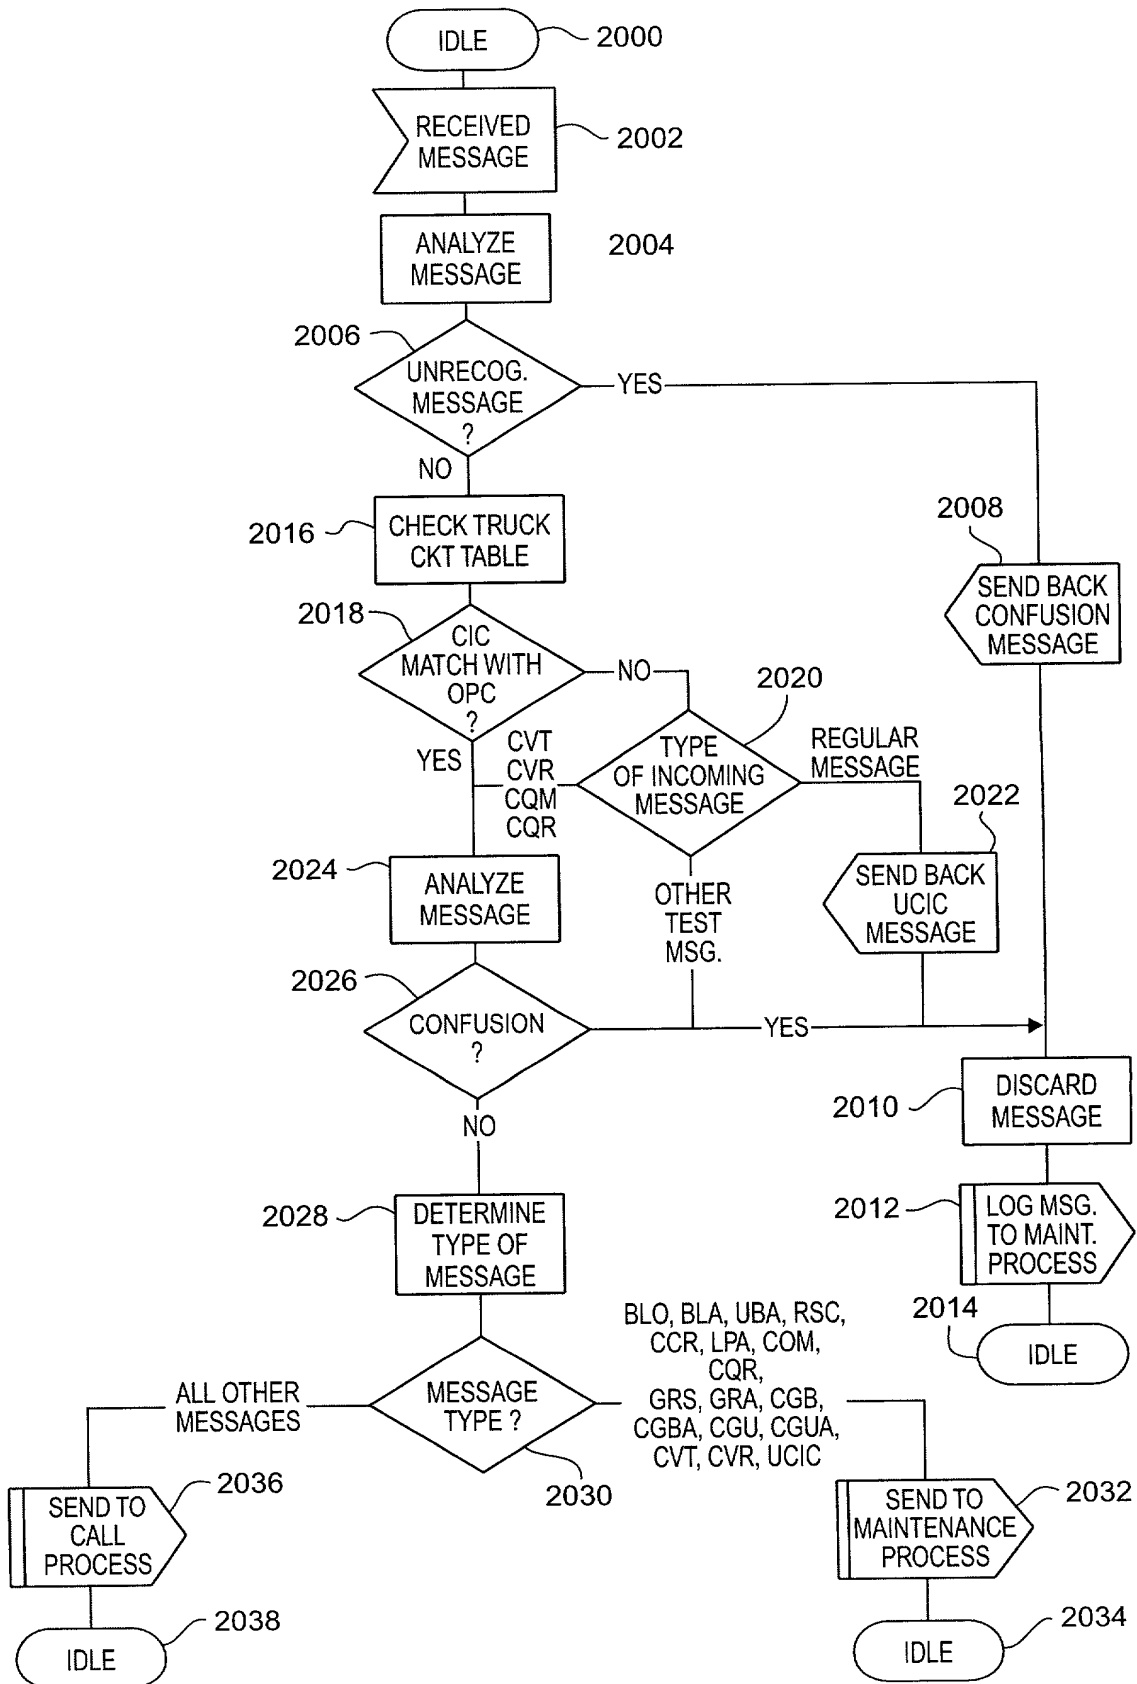 IDLE
2000
RECEIVED
MESSAGE
2002
ANALYZE
MESSAGE
2004
2006
UNRECOG.
MESSAGE
?
YES
NO
2016
CHECK TRUCK
CKT TABLE
2008
SEND BACK
CONFUSION
MESSAGE
2018
CIC
MATCH WITH
OPC
?
NO
2020
YES
CVT
CVR
CQM
CQR
TYPE
OF INCOMING
MESSAGE
REGULAR
MESSAGE
2022
2024
ANALYZE
MESSAGE
OTHER
TEST
MSG.
SEND BACK
UCIC
MESSAGE
2026
CONFUSION
?
YES
NO
2010
DISCARD
MESSAGE
2028
DETERMINE
TYPE OF
MESSAGE
2012
LOG MSG.
TO MAINT.
PROCESS
2014
IDLE
ALL OTHER
MESSAGES
MESSAGE
TYPE ?
2030
BLO, BLA, UBA, RSC,
CCR, LPA, COM,
CQR,
GRS, GRA, CGB,
CGBA, CGU, CGUA,
CVT, CVR, UCIC
2036
SEND TO
CALL
PROCESS
2032
SEND TO
MAINTENANCE
PROCESS
2038
IDLE
2034
IDLE